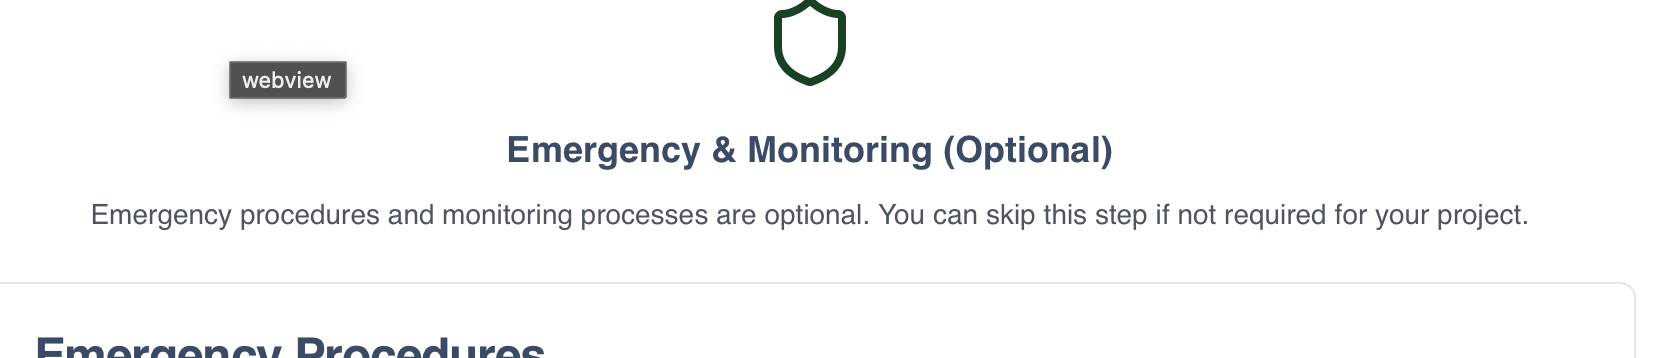 webview
Emergency & Monitoring (Optional)
Emergency procedures and monitoring processes are optional. You can skip this step if not required for your project.
Emergency Procedures